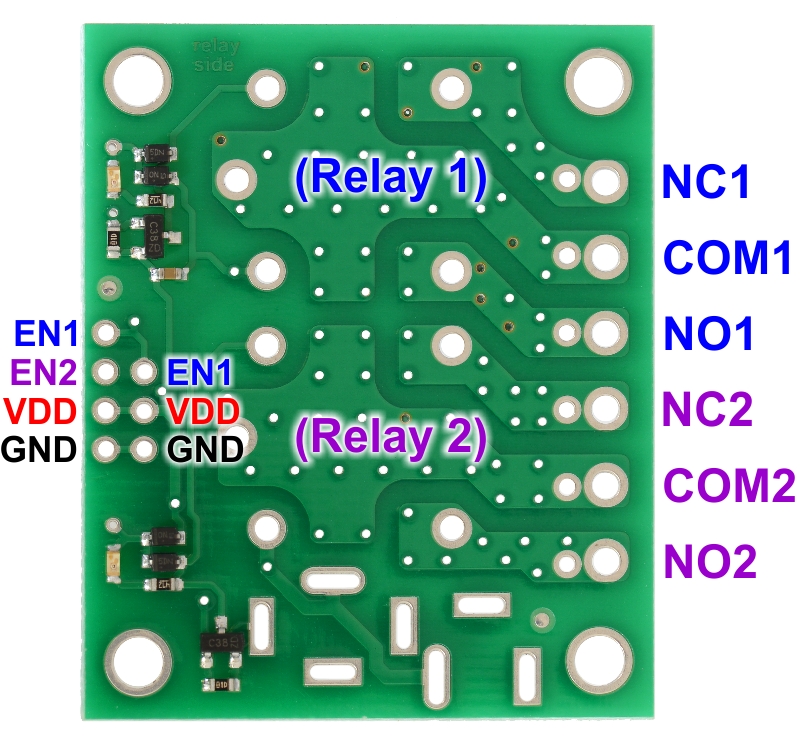 relay
side
(Relay 1)
NC1
COM1
NO1
EN1
EN2 EN1
VDD VDD
GND GND
(Relay 2)
NC2
COM2
NO2